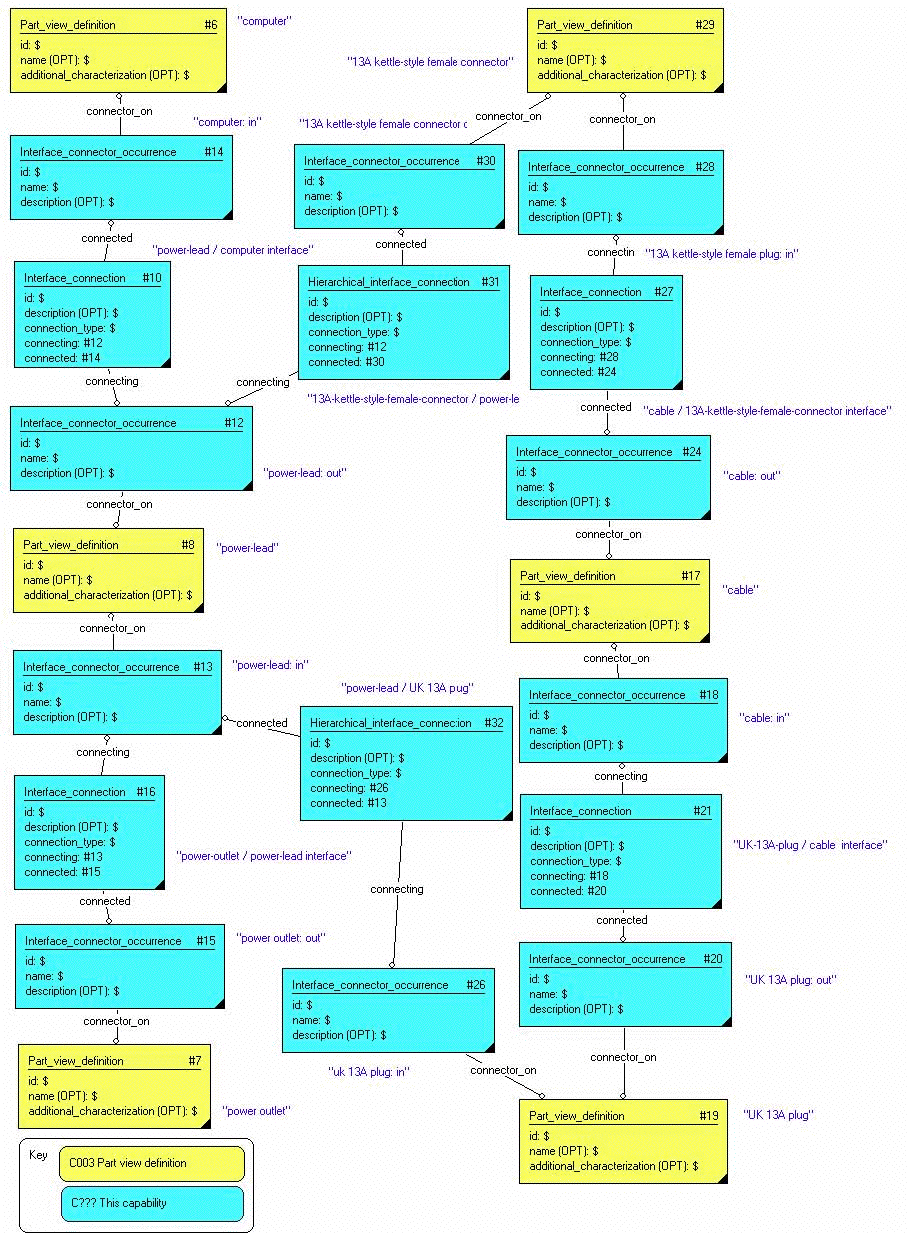 Part_view_definition #6
id: $
name (OPT): $
additional_characterization (OPT): $
"computer"
connector_on
"computer: in"
Interface_connector_occurrence #14
id: $
name: $
description (OPT): $
connected
"power-lead / computer interface"
Interface_connection #10
id: $
description (OPT): $
connection_type: $
connecting: #12
connected: #14
connecting
Interface_connector_occurrence #12
id: $
name: $
description (OPT): $
"power-lead: out"
connector_on
Part_view_definition #8
id: $
name (OPT): $
additional_characterization (OPT): $
"power-lead"
connector_on
Interface_connector_occurrence #13
id: $
name: $
description (OPT): $
"power-lead: in"
connecting
Interface_connection #16
id: $
description (OPT): $
connection_type: $
connecting: #13
connected: #15
"power-outlet / power-lead interface"
connected
Interface_connector_occurrence #15
id: $
name: $
description (OPT): $
"power outlet: out"
connector_on
Part_view_definition #7
id: $
name (OPT): $
additional_characterization (OPT): $
"power outlet"
"13A kettle-style female connector"
Part_view_definition #29
id: $
name (OPT): $
additional_characterization (OPT): $
connector_on
connector_on
"13A kettle-style female connector c
Interface_connector_occurrence #30
id: $
name: $
description (OPT): $
connected
Hierarchical_interface_connection #31
id: $
description (OPT): $
connection_type: $
connecting: #12
connected: #30
connecting
"13A-kettle-style-female-connector / power-le
Interface_connector_occurrence #28
id: $
name: $
description (OPT): $
connectin
"13A kettle-style female plug: in"
Interface_connection #27
id: $
description (OPT): $
connection_type: $
connecting: #28
connected: #24
connected
"cable / 13A-kettle-style-female-connector interface"
Interface_connector_occurrence #24
id: $
name: $
description (OPT): $
"cable: out"
connector_on
Part_view_definition #17
id: $
name (OPT): $
additional_characterization (OPT): $
"cable"
connector_on
Interface_connector_occurrence #18
id: $
name: $
description (OPT): $
"cable: in"
connecting
Interface_connection #21
id: $
description (OPT): $
connection_type: $
connecting: #18
connected: #20
"UK-13A-plug / cable interface"
connected
Interface_connector_occurrence #20
id: $
name: $
description (OPT): $
"UK 13A plug: out"
connector_on
"power-lead / UK 13A pug"
connected
Hierarchical_interface_connec:ion #32
id: $
description (OPT): $
connection_type: $
connecting: #26
connected: #13
connecting
Interface_connector_occurrence #26
id: $
name: $
description (OPT): $
"uk 13A plug: in"
connector_on
Part_view_definition #19
id: $
name (OPT): $
additional_characterization (OPT): $
"UK 13A plug"
Key
C003 Part view definition
C??? This capability